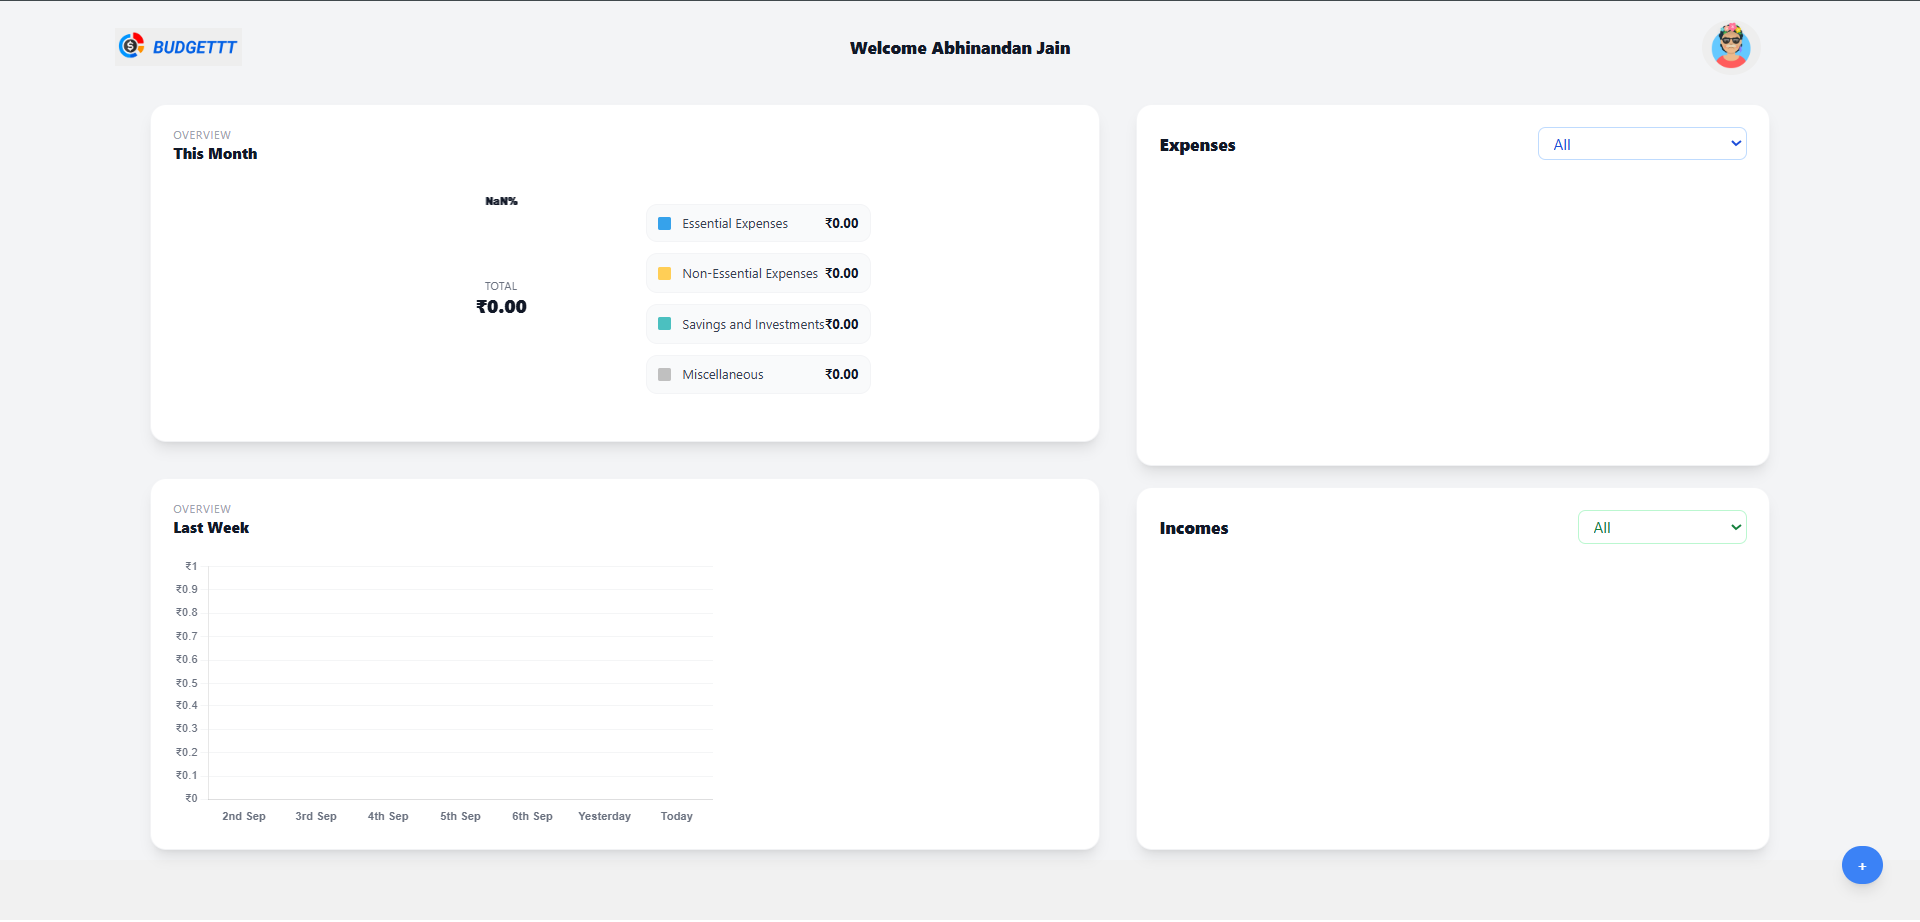 BUDGETTT
Welcome Abhinandan Jain
OVERVIEW
This Month
NaN%
TOTAL
₹0.00
Essential Expenses ₹0.00
Non-Essential Expenses ₹0.00
Savings and Investments ₹0.00
Miscellaneous ₹0.00
Expenses
All
OVERVIEW
Last Week
₹1
₹0.9
₹0.8
₹0.7
₹0.6
₹0.5
₹0.4
₹0.3
₹0.2
₹0.1
₹0
2nd Sep 3rd Sep 4th Sep 5th Sep 6th Sep Yesterday Today
Incomes
All
+